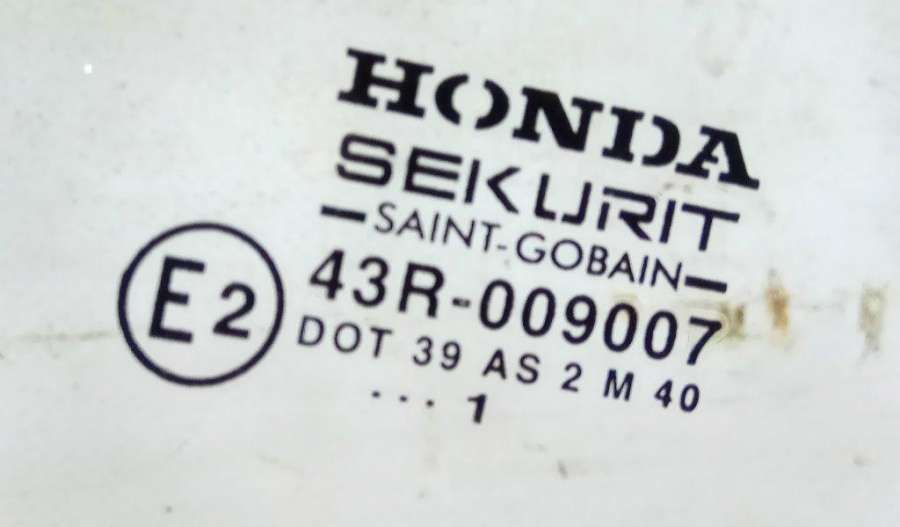 HONDA
SEKURIT
SAINT-GOBAIN
E2
43R-009007
DOT 39 AS 2 M 40
... 1